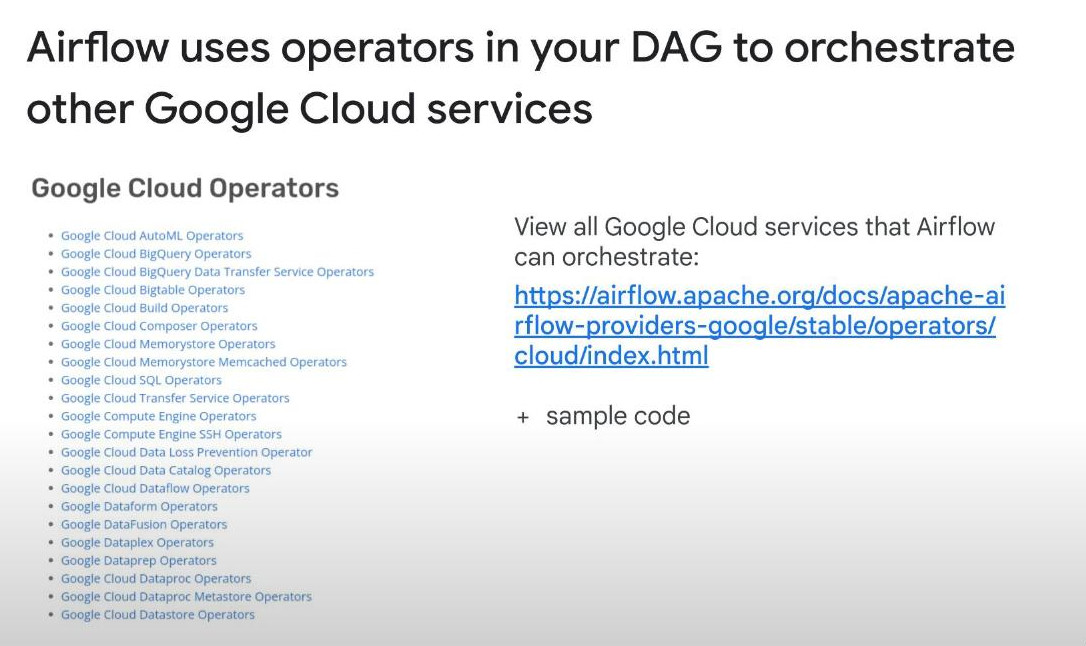 Airflow uses operators in your DAG to orchestrate
other Google Cloud services
Google Cloud Operators
• Google Cloud AutoML Operators
• Google Cloud BigQuery Operators
• Google Cloud BigQuery Data Transfer Service Operators
• Google Cloud Bigtable Operators
• Google Cloud Build Operators
• Google Cloud Composer Operators
• Google Cloud Memorystore Operators
• Google Cloud Memorystore Memcached Operators
• Google Cloud SQL Operators
• Google Cloud Transfer Service Operators
• Google Compute Engine Operators
• Google Compute Engine SSH Operators
• Google Cloud Data Loss Prevention Operator
• Google Cloud Data Catalog Operators
• Google Cloud Dataflow Operators
• Google Dataform Operators
• Google DataFusion Operators
• Google Dataplex Operators
• Google Dataprep Operators
• Google Cloud Dataproc Operators
• Google Cloud Dataproc Metastore Operators
• Google Cloud Datastore Operators
View all Google Cloud services that Airflow
can orchestrate:
https://airflow.apache.org/docs/apache-ai
rflow-providers-google/stable/operators/
cloud/index.html
+ sample code